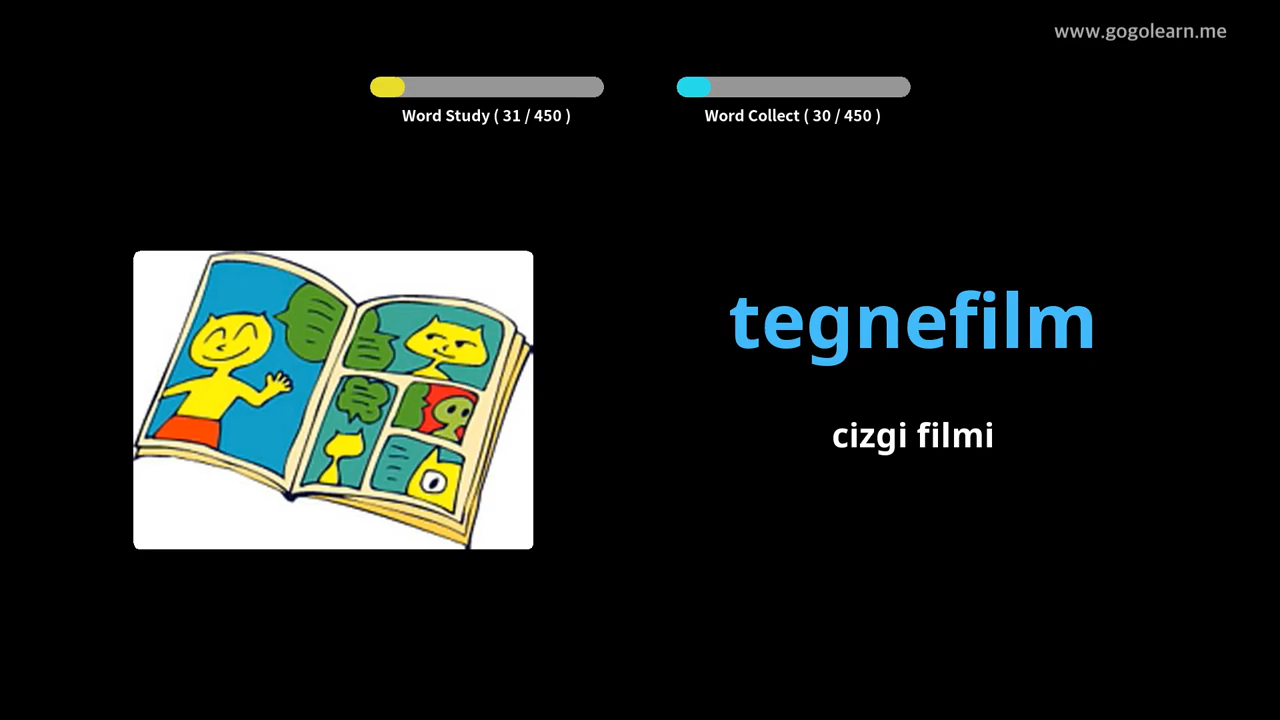 www.gogolearn.me
Word Study ( 31 / 450 )
Word Collect ( 30 / 450 )
tegnefilm
cizgi filmi